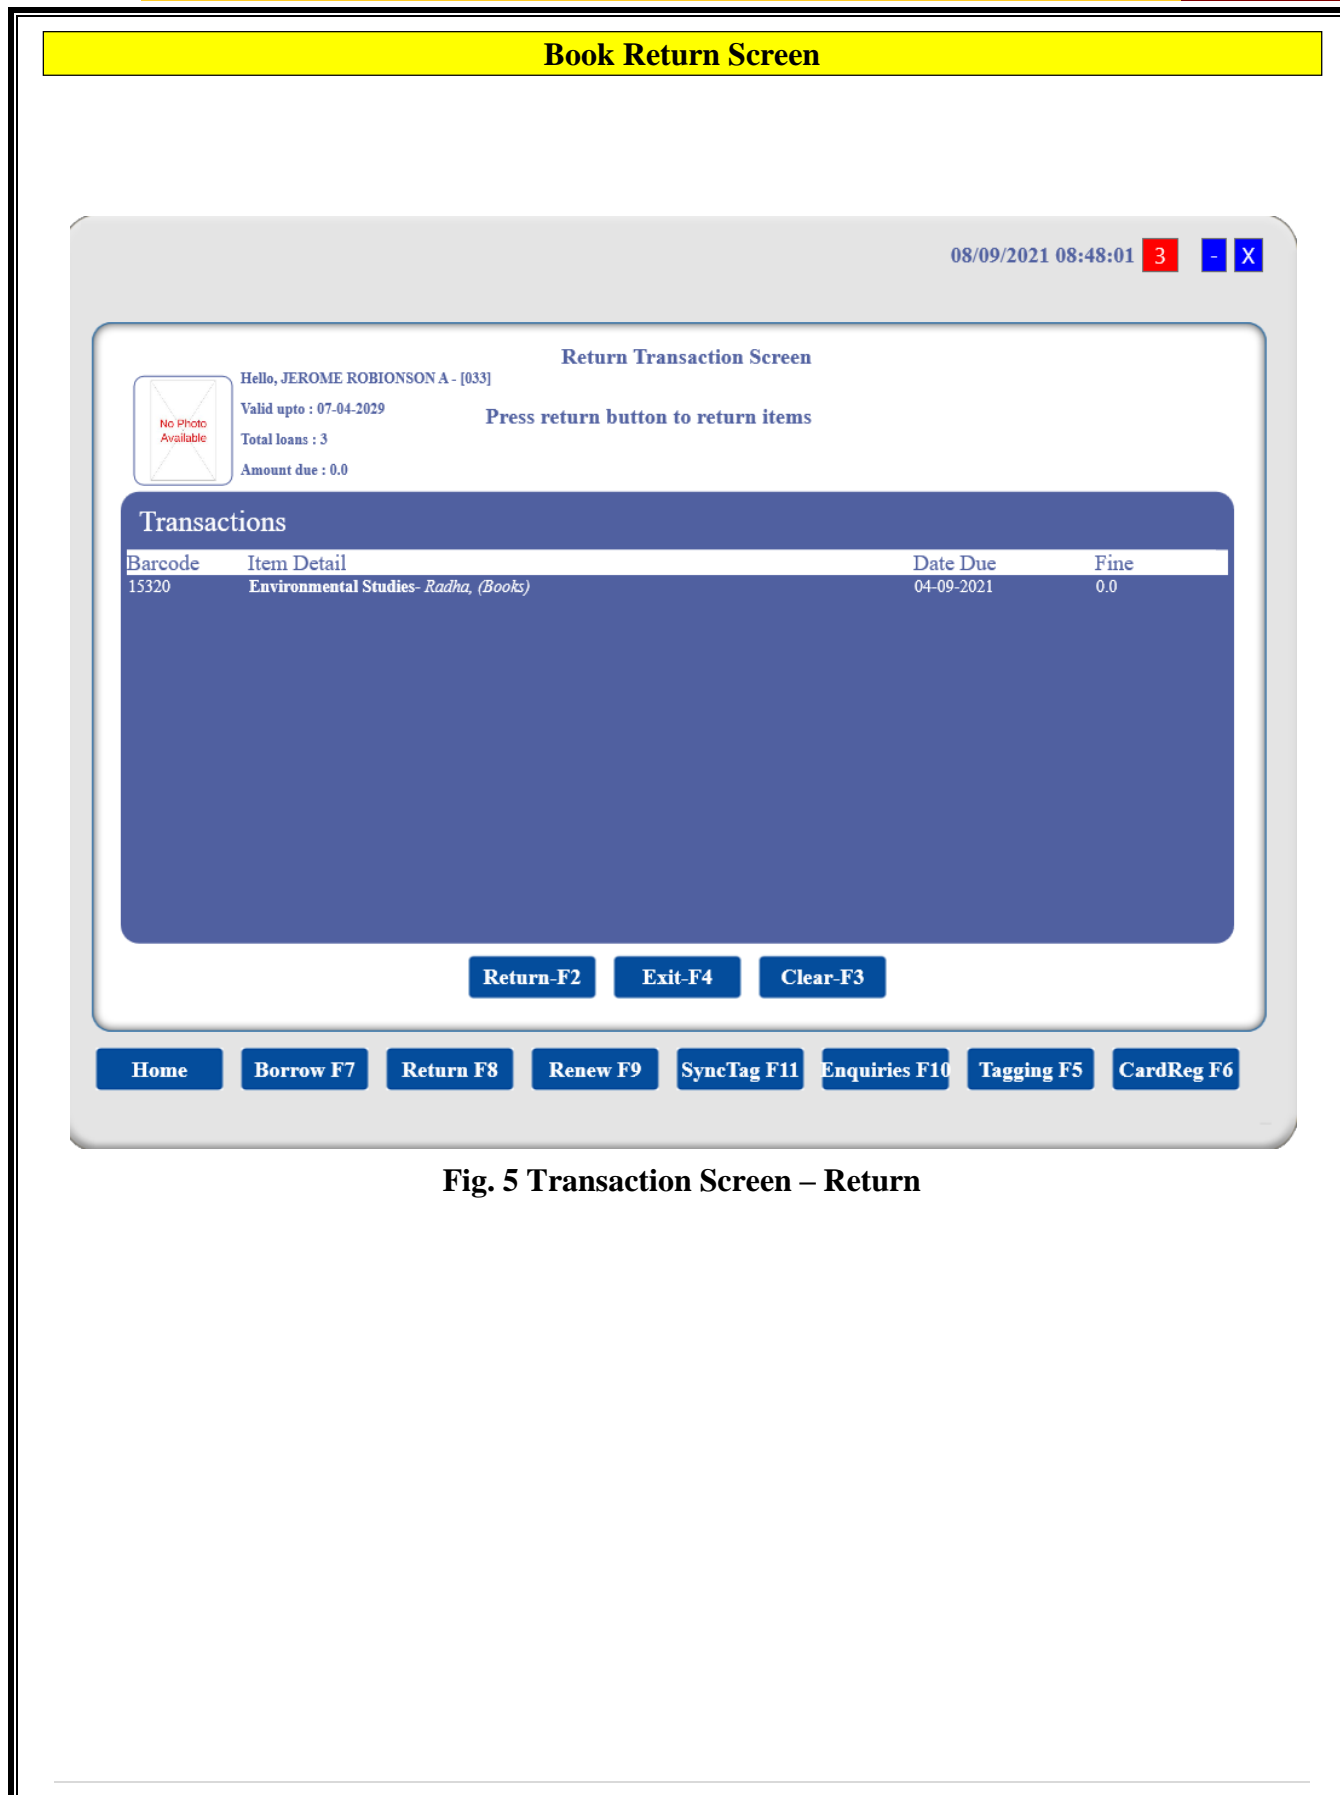 Book Return Screen
08/09/2021 08:48:01 3 - X
Return Transaction Screen
Hello, JEROME ROBIONSON A - [033]
Valid upto : 07-04-2029
Press return button to return items
No Photo
Available
Total loans : 3
Amount due : 0.0
Transactions
Barcode Item Detail Date Due Fine
15320 Environmental Studies- Radha, (Books) 04-09-2021 0.0
Return-F2 Exit-F4 Clear-F3
Home Borrow F7 Return F8 Renew F9 SyncTag F11 Enquiries F10 Tagging F5 CardReg F6
Fig. 5 Transaction Screen – Return